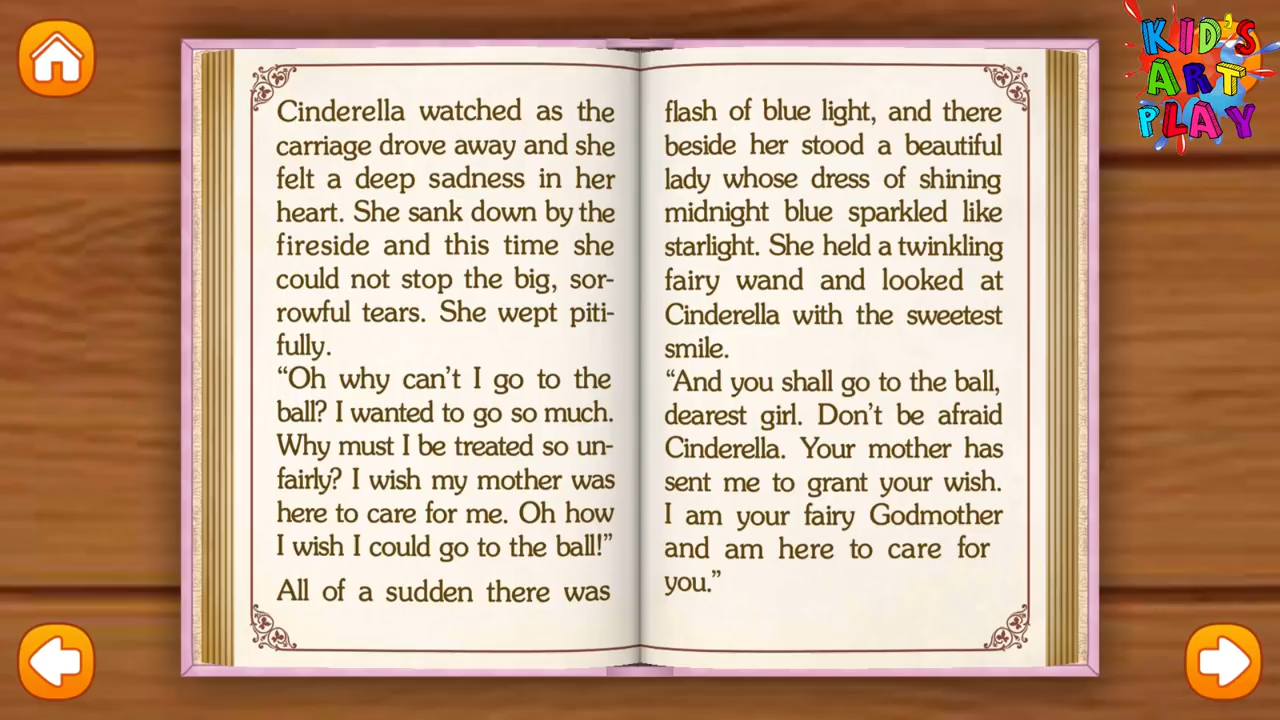 Cinderella watched as the
carriage drove away and she
felt a deep sadness in her
heart. She sank down by the
fireside and this time she
could not stop the big, sor-
rowful tears. She wept piti-
fully.
“Oh why can’t I go to the
ball? I wanted to go so much.
Why must I be treated so un-
fairly? I wish my mother was
here to care for me. Oh how
I wish I could go to the ball!”
All of a sudden there was
flash of blue light, and there
beside her stood a beautiful
lady whose dress of shining
midnight blue sparkled like
starlight. She held a twinkling
fairy wand and looked at
Cinderella with the sweetest
smile.
“And you shall go to the ball,
dearest girl. Don’t be afraid
Cinderella. Your mother has
sent me to grant your wish.
I am your fairy Godmother
and am here to care for
you.”
KID'S
ART
PLAY